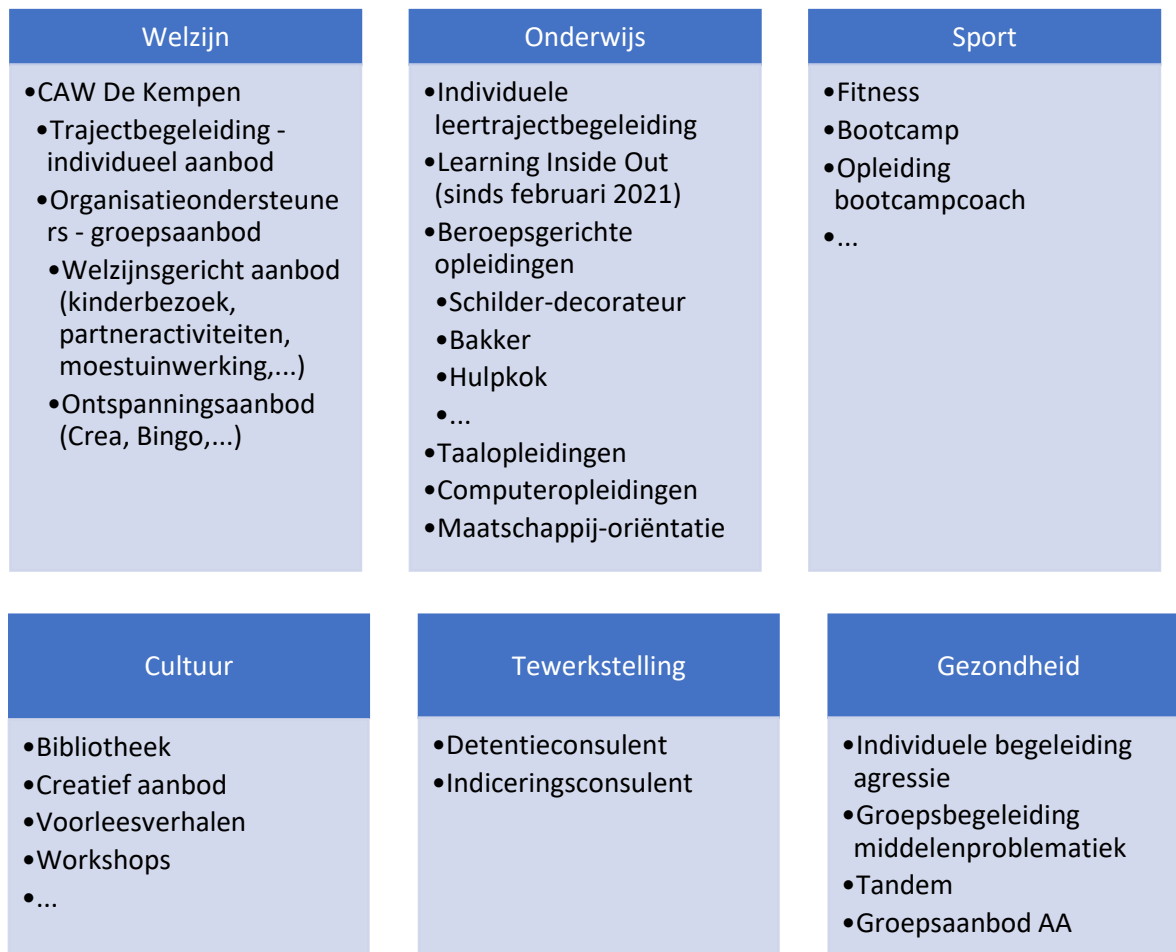 Welzijn
•CAW De Kempen
•Trajectbegeleiding -
individueel aanbod
•Organisatieondersteune
rs - groepsaanbod
•Welzijnsgericht aanbod
(kinderbezoek,
partneractiviteiten,
moestuinwerking,...)
•Ontspanningsaanbod
(Crea, Bingo,...)
Onderwijs
•Individuele
leertrajectbegeleiding
•Learning Inside Out
(sinds februari 2021)
•Beroepsgerichte
opleidingen
•Schilder-decorateur
•Bakker
•Hulpkok
•...
•Taalopleidingen
•Computeropleidingen
•Maatschappij-oriëntatie
Sport
•Fitness
•Bootcamp
•Opleiding
bootcampcoach
•...
Cultuur
•Bibliotheek
•Creatief aanbod
•Voorleesverhalen
•Workshops
•...
Tewerkstelling
•Detentieconsulent
•Indiceringsconsulent
Gezondheid
•Individuele begeleiding
agressie
•Groepsbegeleiding
middelenproblematiek
•Tandem
•Groepsaanbod AA